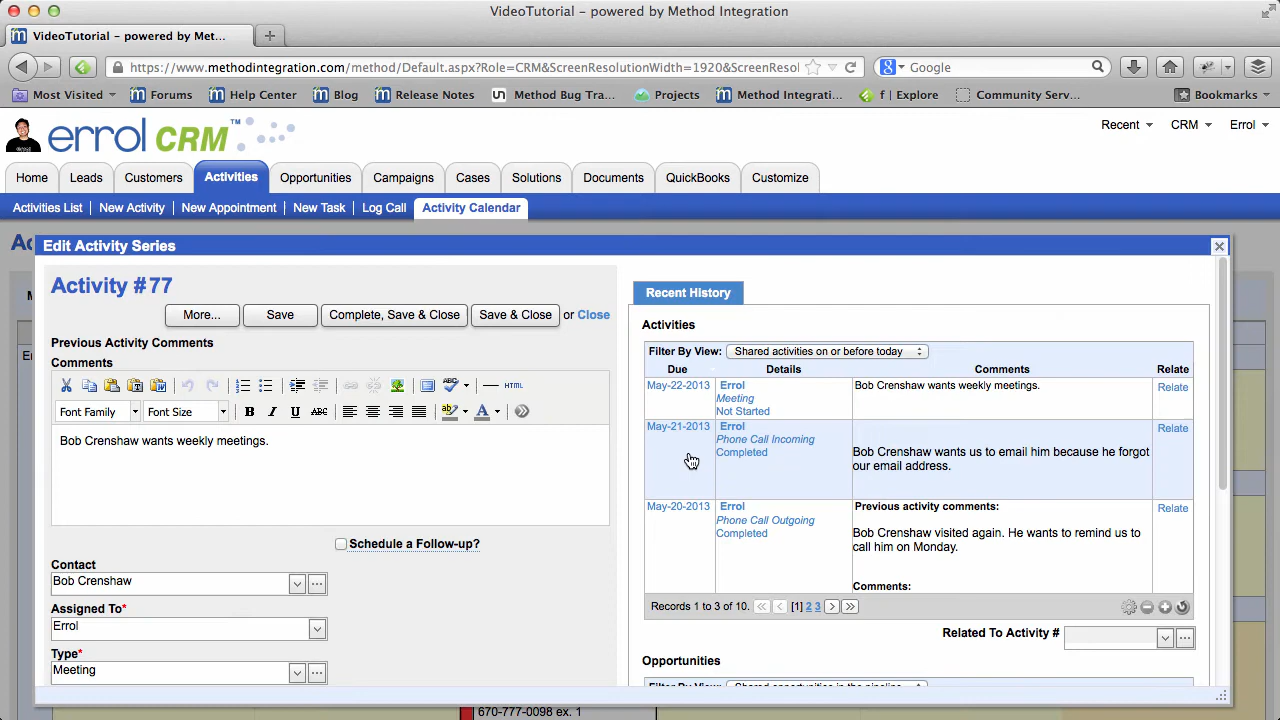 VideoTutorial – powered by Method Integration
VideoTutorial – powered by Met...
https://www.methodintegration.com/method/Default.aspx?Role=CRM&ScreenResolutionWidth=1920&ScreenResol
Google
Most Visited Forums Help Center Blog Release Notes Method Bug Tra... Projects Method Integrati... f | Explore Community Serv... Bookmarks
errol CRM TM
Recent CRM Errol
Home Leads Customers Activities Opportunities Campaigns Cases Solutions Documents QuickBooks Customize
Activities List New Activity New Appointment New Task Log Call Activity Calendar
Edit Activity Series
Activity #77
More... Save Complete, Save & Close Save & Close or Close
Previous Activity Comments
Comments
HTML
Font Family Font Size B I U ABC
Bob Crenshaw wants weekly meetings.
Schedule a Follow-up?
Contact
Bob Crenshaw
Assigned To*
Errol
Type*
Meeting
Recent History
Activities
Filter By View: Shared activities on or before today
Due Details Comments Relate
May-22-2013 Errol Bob Crenshaw wants weekly meetings. Relate
Meeting
Not Started
May-21-2013 Errol Relate
Phone Call Incoming
Completed Bob Crenshaw wants us to email him because he forgot
our email address.
May-20-2013 Errol Previous activity comments: Relate
Phone Call Outgoing
Completed Bob Crenshaw visited again. He wants to remind us to
call him on Monday.
Comments:
Records 1 to 3 of 10. [1] 2 3
Related To Activity #
Opportunities
Filter By View: Shared opportunities in the pipeline
670-777-0098 ex. 1